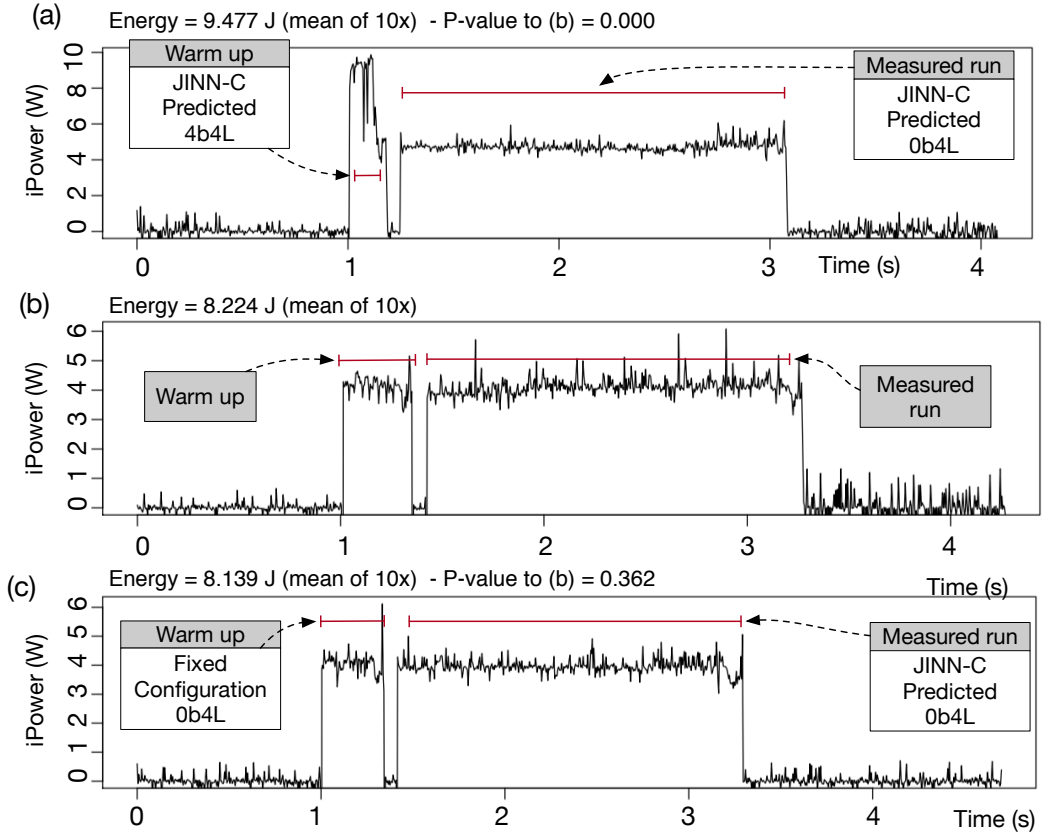 (a)
Energy = 9.477 J (mean of 10x) - P-value to (b) = 0.000
iPower (W)
10
8
6
4
2
0
Warm up
JINN-C
Predicted
4b4L
Measured run
JINN-C
Predicted
0b4L
0 1 2 3 4
Time (s)
(b)
Energy = 8.224 J (mean of 10x)
iPower (W)
6
5
4
3
2
1
0
Warm up
Measured
run
0 1 2 3 4
Time (s)
(c)
Energy = 8.139 J (mean of 10x) - P-value to (b) = 0.362
iPower (W)
6
5
4
3
2
1
0
Warm up
Fixed
Configuration
0b4L
Measured run
JINN-C
Predicted
0b4L
0 1 2 3 4
Time (s)